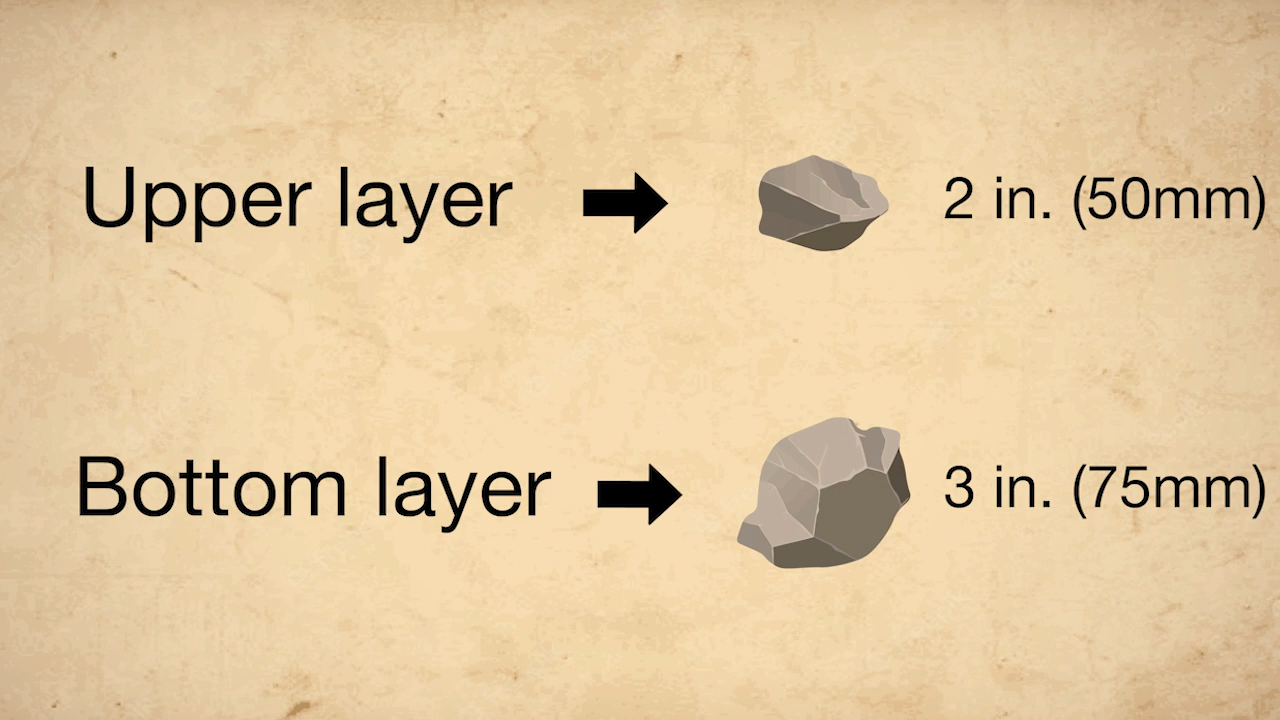 Upper layer 2 in. (50mm)
Bottom layer 3 in. (75mm)